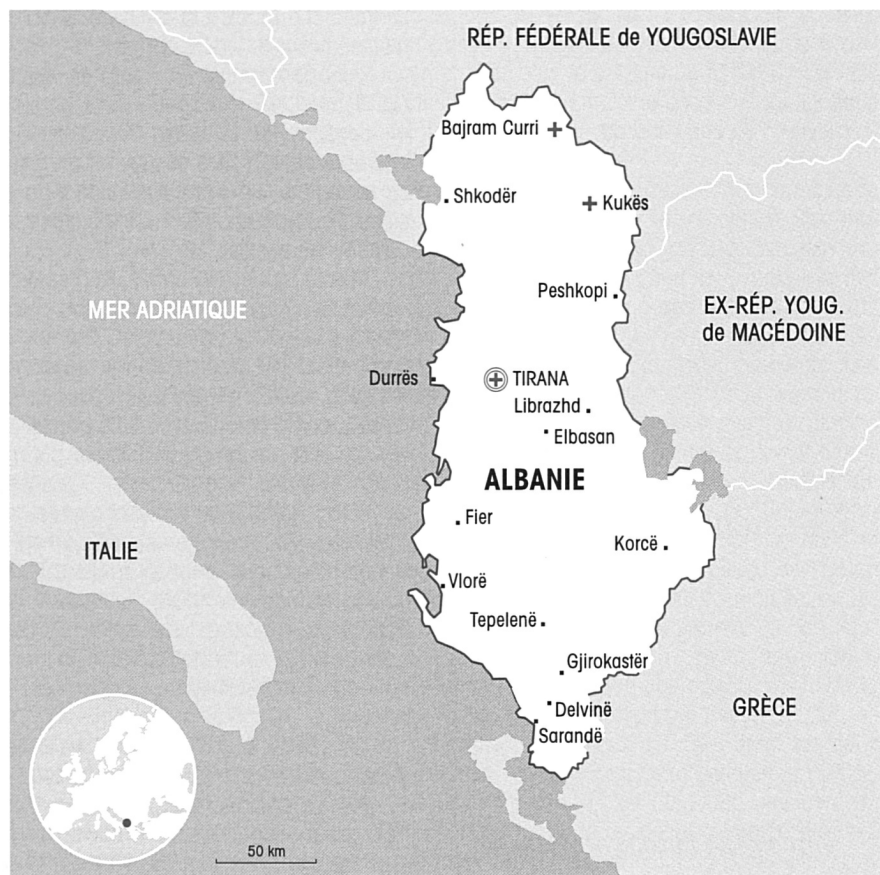 RÉP. FÉDÉRALE de YOUGOSLAVIE
Bajram Curri
Shkodër
Kukës
Peshkopi
MER ADRIATIQUE
EX-RÉP. YOUG.
de MACÉDOINE
Durrës
TIRANA
Librazhd
Elbasan
ALBANIE
Fier
ITALIE
Korcë
Vlorë
Tepelenë
Gjirokastër
Delvinë
GRÈCE
Sarandë
50 km